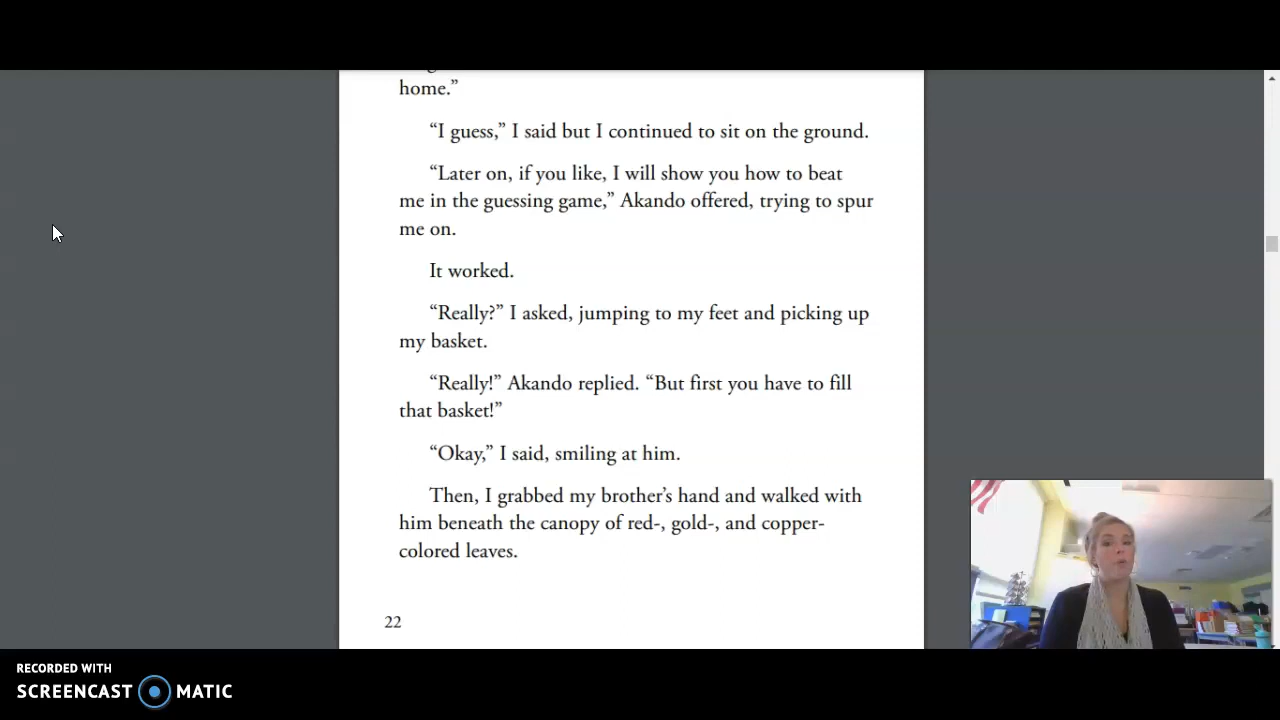 home.”
“I guess,” I said but I continued to sit on the ground.
“Later on, if you like, I will show you how to beat
me in the guessing game,” Akando offered, trying to spur
me on.
It worked.
“Really?” I asked, jumping to my feet and picking up
my basket.
“Really!” Akando replied. “But first you have to fill
that basket!”
“Okay,” I said, smiling at him.
Then, I grabbed my brother’s hand and walked with
him beneath the canopy of red-, gold-, and copper-
colored leaves.
22
RECORDED WITH
SCREENCAST MATIC